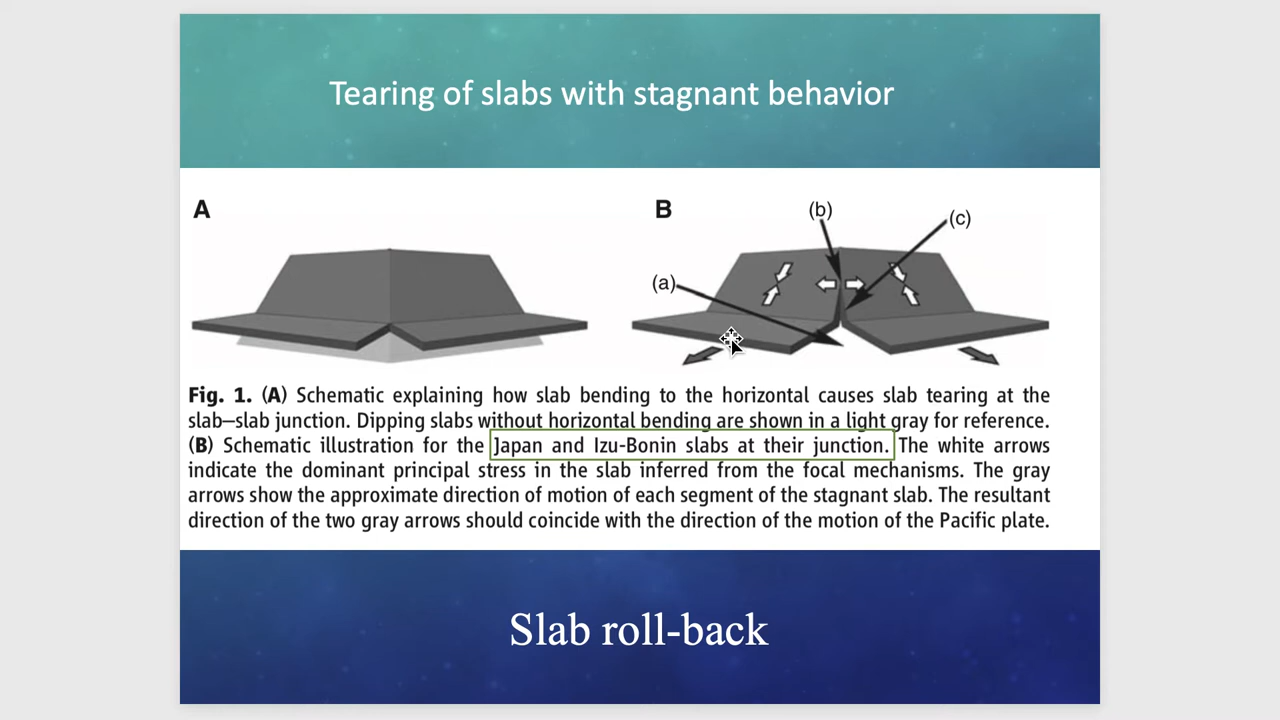 Tearing of slabs with stagnant behavior
A
B
(b)
(c)
(a)
Fig. 1. (A) Schematic explaining how slab bending to the horizontal causes slab tearing at the
slab–slab junction. Dipping slabs without horizontal bending are shown in a light gray for reference.
(B) Schematic illustration for the Japan and Izu-Bonin slabs at their junction. The white arrows
indicate the dominant principal stress in the slab inferred from the focal mechanisms. The gray
arrows show the approximate direction of motion of each segment of the stagnant slab. The resultant
direction of the two gray arrows should coincide with the direction of the motion of the Pacific plate.
Slab roll-back